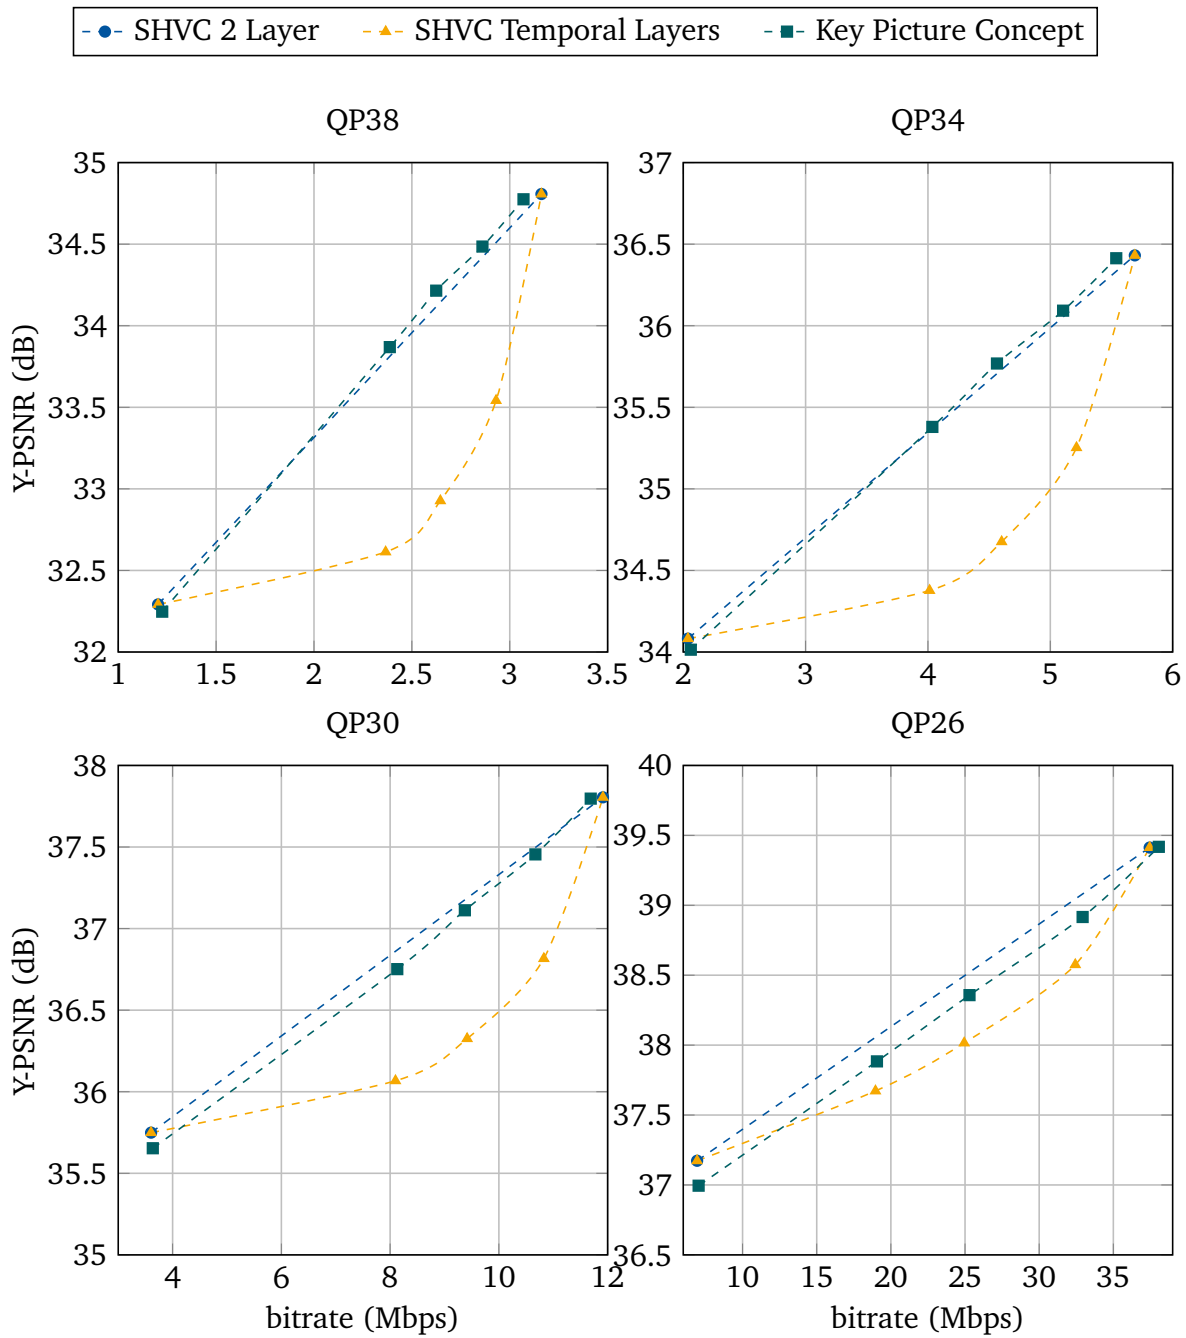 SHVC 2 Layer SHVC Temporal Layers Key Picture Concept
QP38 QP34
35
34.5
34
33.5
33
32.5
32
1 1.5 2 2.5 3 3.5
Y-PSNR (dB)
37
36.5
36
35.5
35
34.5
34
2 3 4 5 6
QP30 QP26
38
37.5
37
36.5
36
35.5
35
4 6 8 10 12
Y-PSNR (dB)
bitrate (Mbps)
40
39.5
39
38.5
38
37.5
37
36.5
10 15 20 25 30 35
bitrate (Mbps)